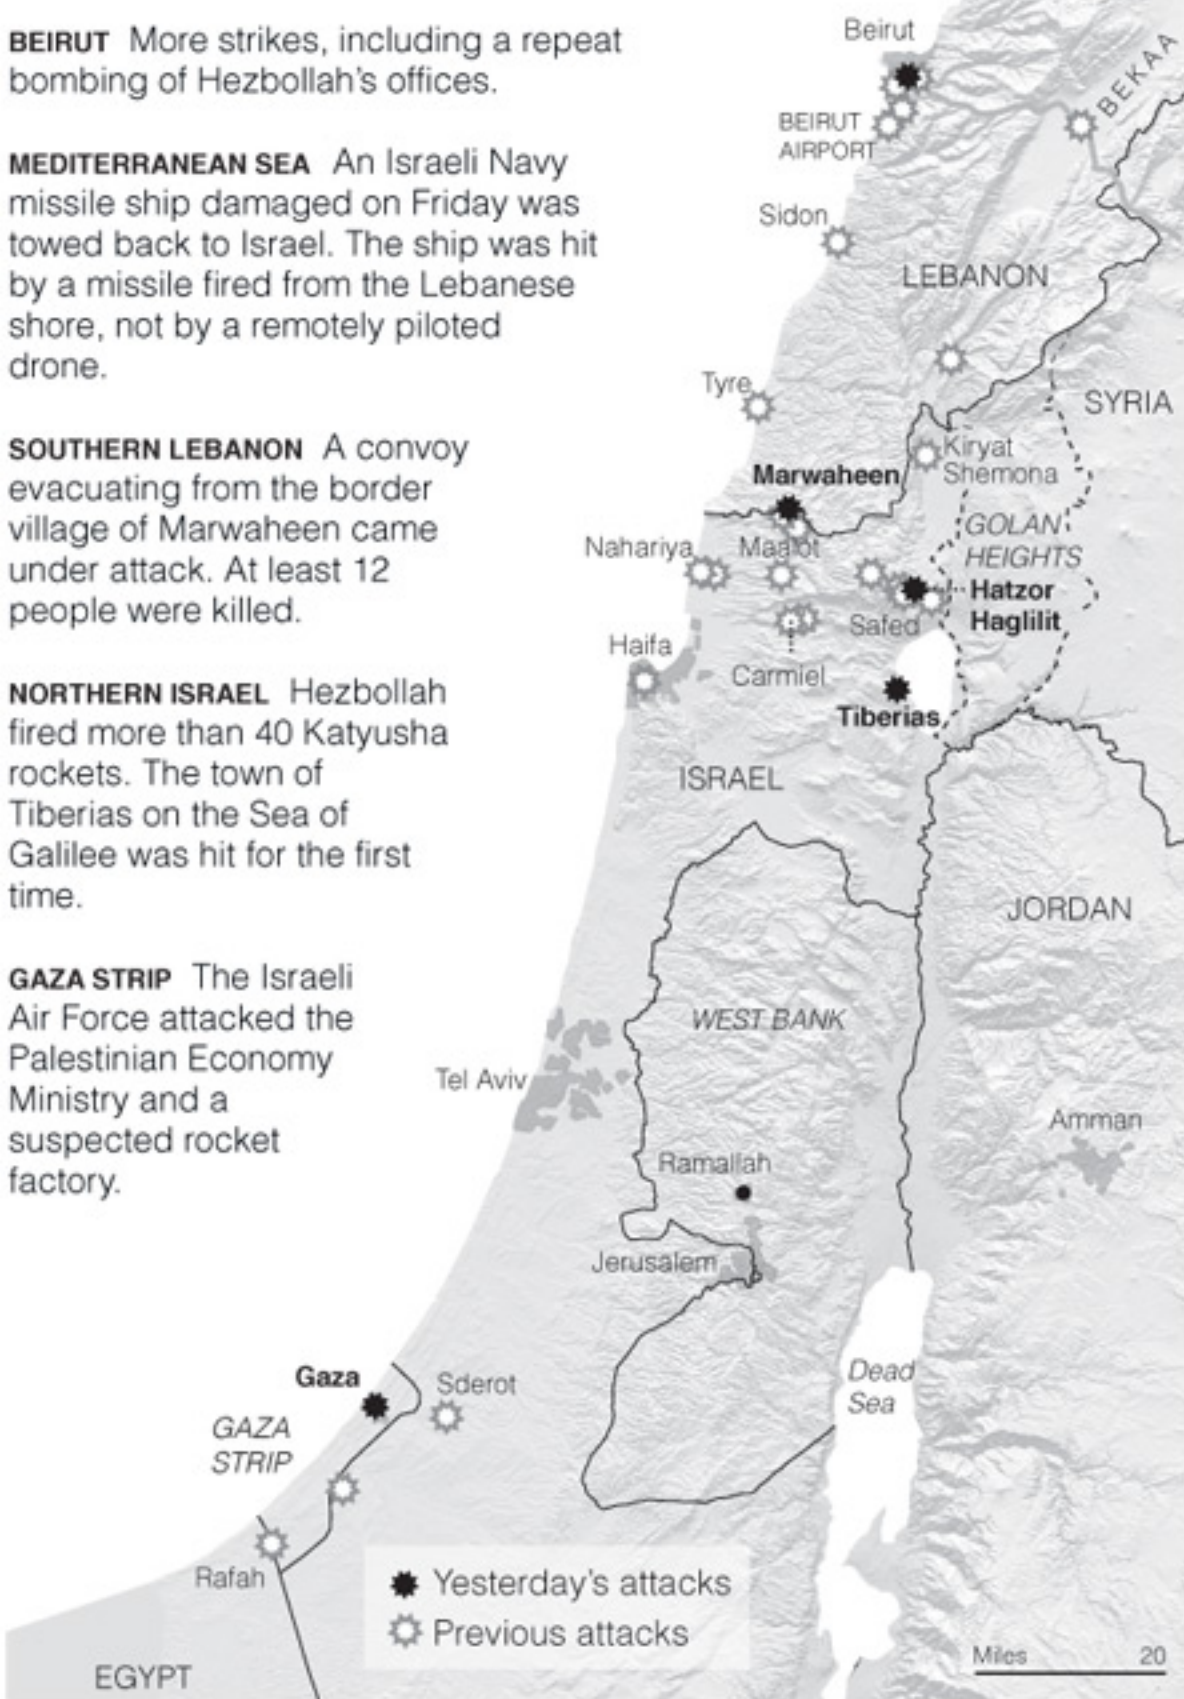 BEIRUT More strikes, including a repeat
bombing of Hezbollah's offices.
MEDITERRANEAN SEA An Israeli Navy
missile ship damaged on Friday was
towed back to Israel. The ship was hit
by a missile fired from the Lebanese
shore, not by a remotely piloted
drone.
SOUTHERN LEBANON A convoy
evacuating from the border
village of Marwaheen came
under attack. At least 12
people were killed.
NORTHERN ISRAEL Hezbollah
fired more than 40 Katyusha
rockets. The town of
Tiberias on the Sea of
Galilee was hit for the first
time.
GAZA STRIP The Israeli
Air Force attacked the
Palestinian Economy
Ministry and a
suspected rocket
factory.
Beirut
BEKAA
BEIRUT
AIRPORT
Sidon
LEBANON
Tyre
SYRIA
Kiryat
Shemona
Marwaheen
GOLAN
HEIGHTS
Nahariya
Maalot
Hatzor
Haglilit
Safed
Haifa
Carmiel
Tiberias
ISRAEL
JORDAN
WEST BANK
Tel Aviv
Amman
Ramallah
Jerusalem
Dead
Sea
Gaza
Sderot
GAZA
STRIP
Rafah
EGYPT
Yesterday's attacks
Previous attacks
Miles 20